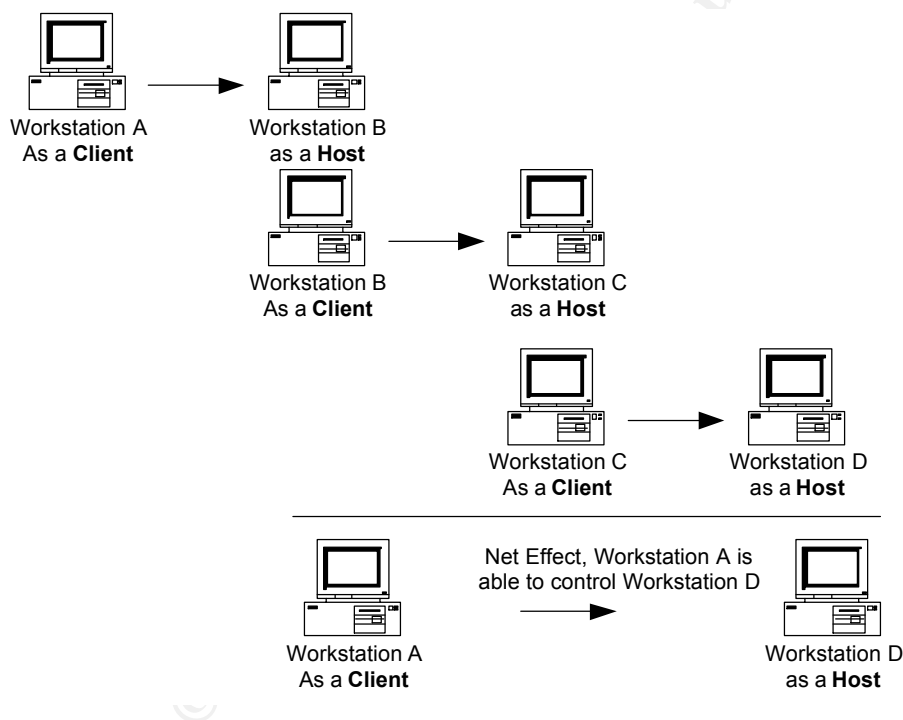 Workstation A
As a Client
Workstation B
as a Host
Workstation B
As a Client
Workstation C
as a Host
Workstation C
As a Client
Workstation D
as a Host
Net Effect, Workstation A is
able to control Workstation D
Workstation A
As a Client
Workstation D
as a Host